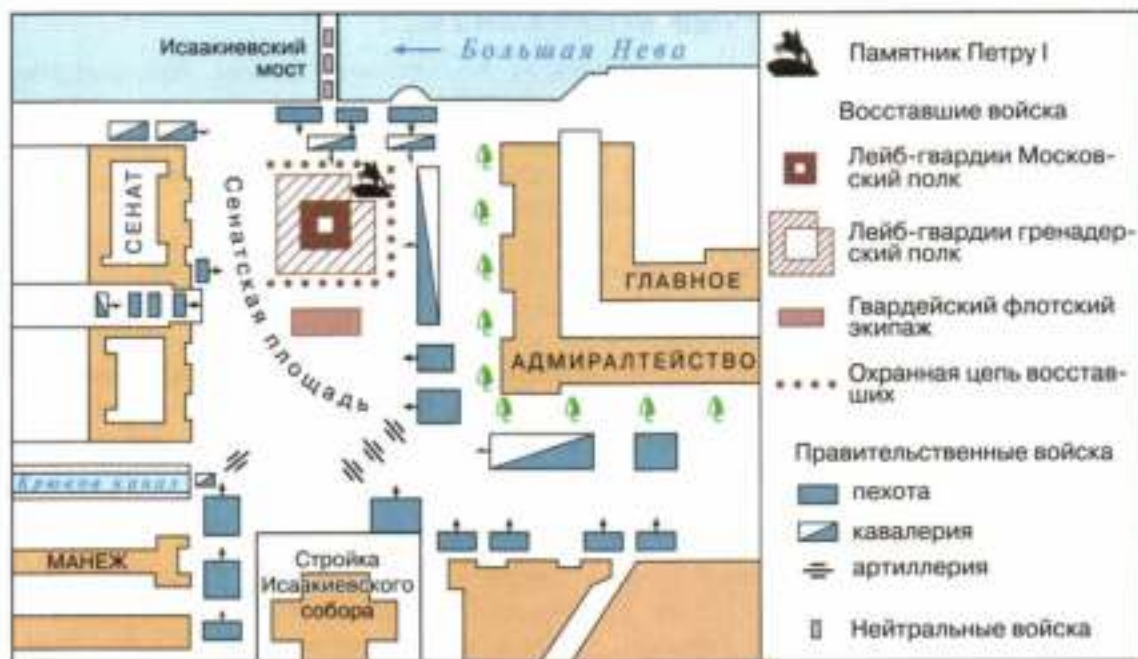 Исаакиевский
мост
Большая Нева
СЕНАТ
Сенатская площадь
ГЛАВНОЕ
АДМИРАЛТЕЙСТВО
Крюков канал
МАНЕЖ
Стройка
Исаакиевского
собора
Памятник Петру I
Восставшие войска
Лейб-гвардии Москов-
ский полк
Лейб-гвардии гренадер-
ский полк
Гвардейский флотский
экипаж
Охранная цепь восстав-
ших
Правительственные войска
пехота
кавалерия
артиллерия
Нейтральные войска